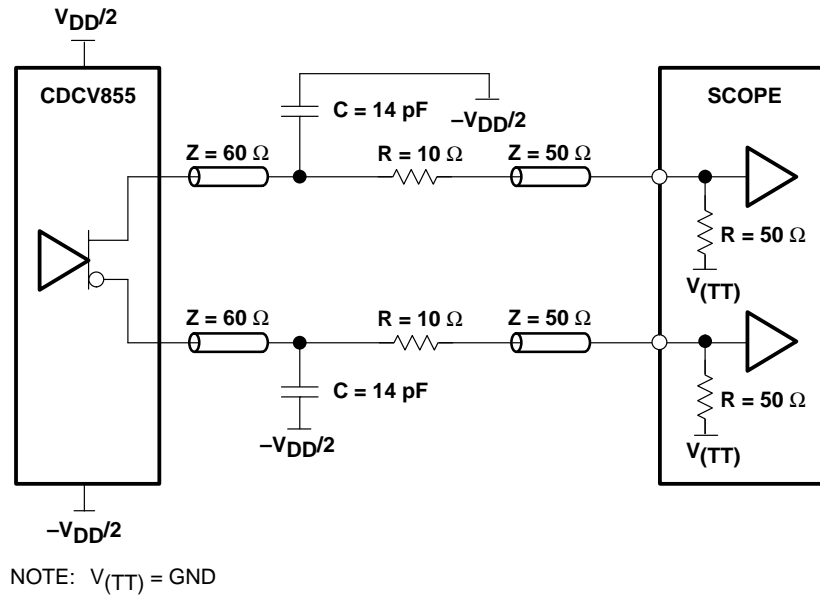 VDD/2
CDCV855
SCOPE
C = 14 pF
–VDD/2
Z = 60 Ω
R = 10 Ω
Z = 50 Ω
R = 50 Ω
V(TT)
Z = 60 Ω
R = 10 Ω
Z = 50 Ω
C = 14 pF
–VDD/2
R = 50 Ω
V(TT)
–VDD/2
NOTE: V(TT) = GND